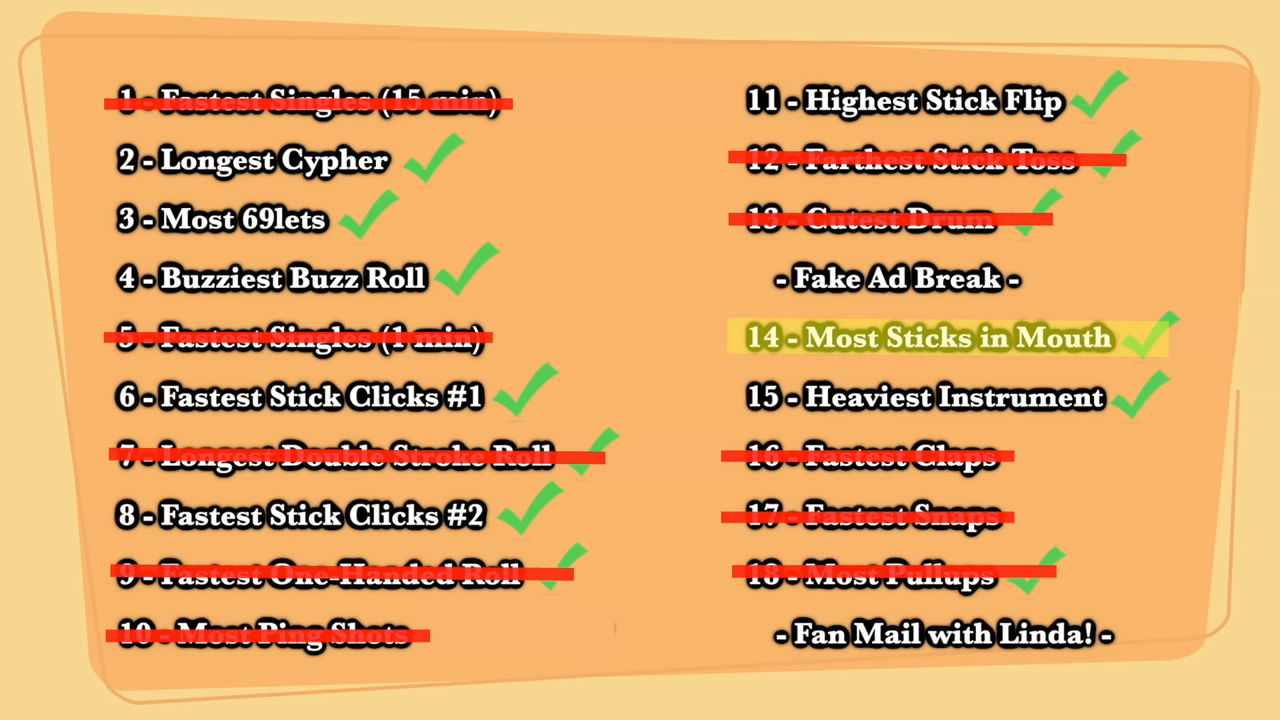 1 - Fastest Singles (15 min)
2 - Longest Cypher
3 - Most 69lets
4 - Buzziest Buzz Roll
5 - Fastest Singles (1 min)
6 - Fastest Stick Clicks #1
7 - Longest Double Stroke Roll
8 - Fastest Stick Clicks #2
9 - Fastest One-Handed Roll
10 - Most Ping Shots
11 - Highest Stick Flip
12 - Farthest Stick Toss
13 - Cutest Drum
- Fake Ad Break -
14 - Most Sticks in Mouth
15 - Heaviest Instrument
16 - Fastest Claps
17 - Fastest Snaps
18 - Most Pullups
- Fan Mail with Linda! -